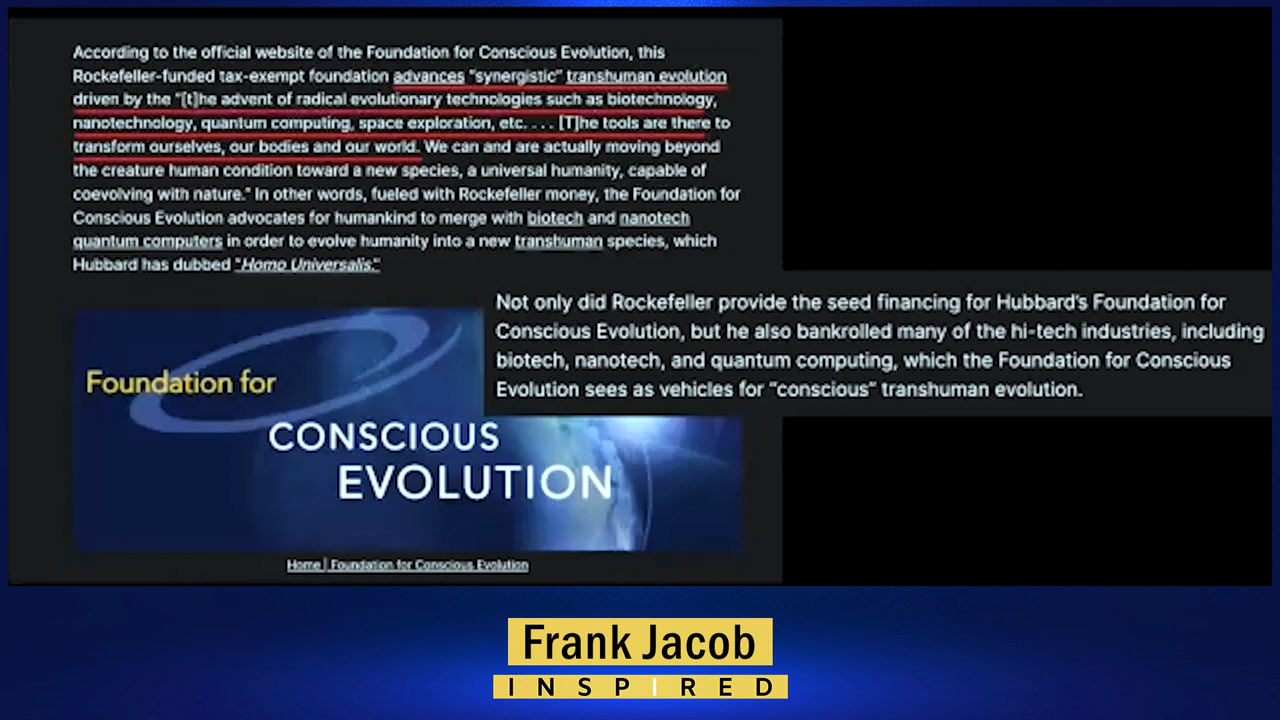 According to the official website of the Foundation for Conscious Evolution, this
Rockefeller-funded tax-exempt foundation advances "synergistic" transhuman evolution
driven by the "[t]he advent of radical evolutionary technologies such as biotechnology,
nanotechnology, quantum computing, space exploration, etc. . . . [T]he tools are there to
transform ourselves, our bodies and our world. We can and are actually moving beyond
the creature human condition toward a new species, a universal humanity, capable of
coevolving with nature." In other words, fueled with Rockefeller money, the Foundation for
Conscious Evolution advocates for humankind to merge with biotech and nanotech
quantum computers in order to evolve humanity into a new transhuman species, which
Hubbard has dubbed "Homo Universalis."
Not only did Rockefeller provide the seed financing for Hubbard's Foundation for
Conscious Evolution, but he also bankrolled many of the hi-tech industries, including
biotech, nanotech, and quantum computing, which the Foundation for Conscious
Evolution sees as vehicles for "conscious" transhuman evolution.
Foundation for
CONSCIOUS
EVOLUTION
Home | Foundation for Conscious Evolution
Frank Jacob
INSPIRED